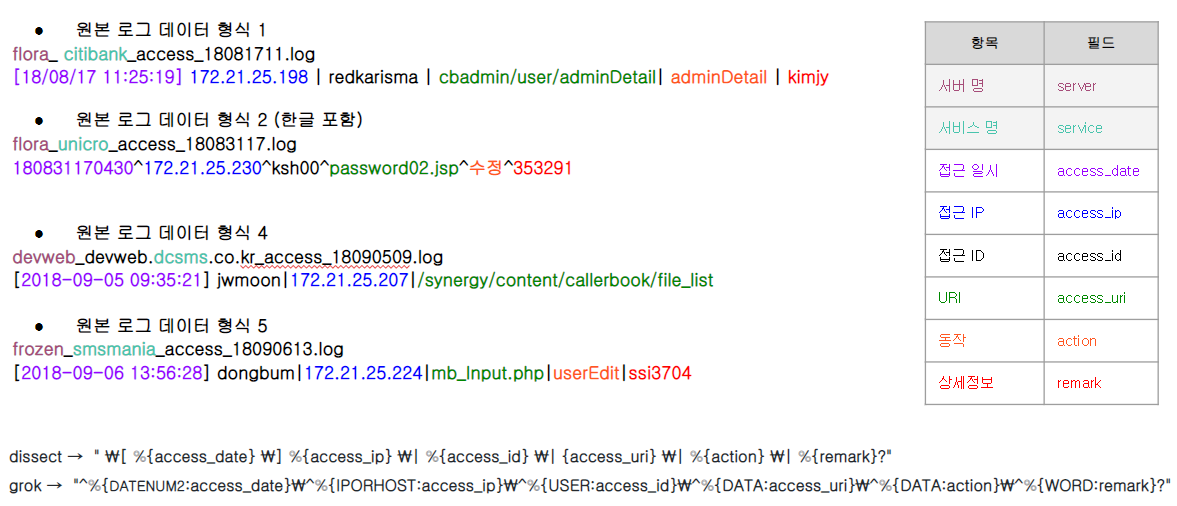 ● 원본 로그 데이터 형식 1
flora_ citibank_access_18081711.log
[18/08/17 11:25:19] 172.21.25.198 | redkarisma | cbadmin/user/adminDetail| adminDetail | kimjy
● 원본 로그 데이터 형식 2 (한글 포함)
flora_unicro_access_18083117.log
180831170430^172.21.25.230^ksh00^password02.jsp^수정^353291
● 원본 로그 데이터 형식 4
devweb_devweb.dcsms.co.kr_access_18090509.log
[2018-09-05 09:35:21] jwmoon|172.21.25.207|/synergy/content/callerbook/file_list
● 원본 로그 데이터 형식 5
frozen_smsmania_access_18090613.log
[2018-09-06 13:56:28] dongbum|172.21.25.224|mb_Input.php|userEdit|ssi3704
항목 필드
서버 명 server
서비스 명 service
접근 일시 access_date
접근 IP access_ip
접근 ID access_id
URI access_uri
동작 action
상세정보 remark
dissect → " ₩[ %{access_date} ₩] %{access_ip} ₩| %{access_id} ₩| {access_uri} ₩| %{action} ₩| %{remark}?"
grok → "^%{DATENUM2:access_date}₩^%{IPORHOST:access_ip}₩^%{USER:access_id}₩^%{DATA:access_uri}₩^%{DATA:action}₩^%{WORD:remark}?"